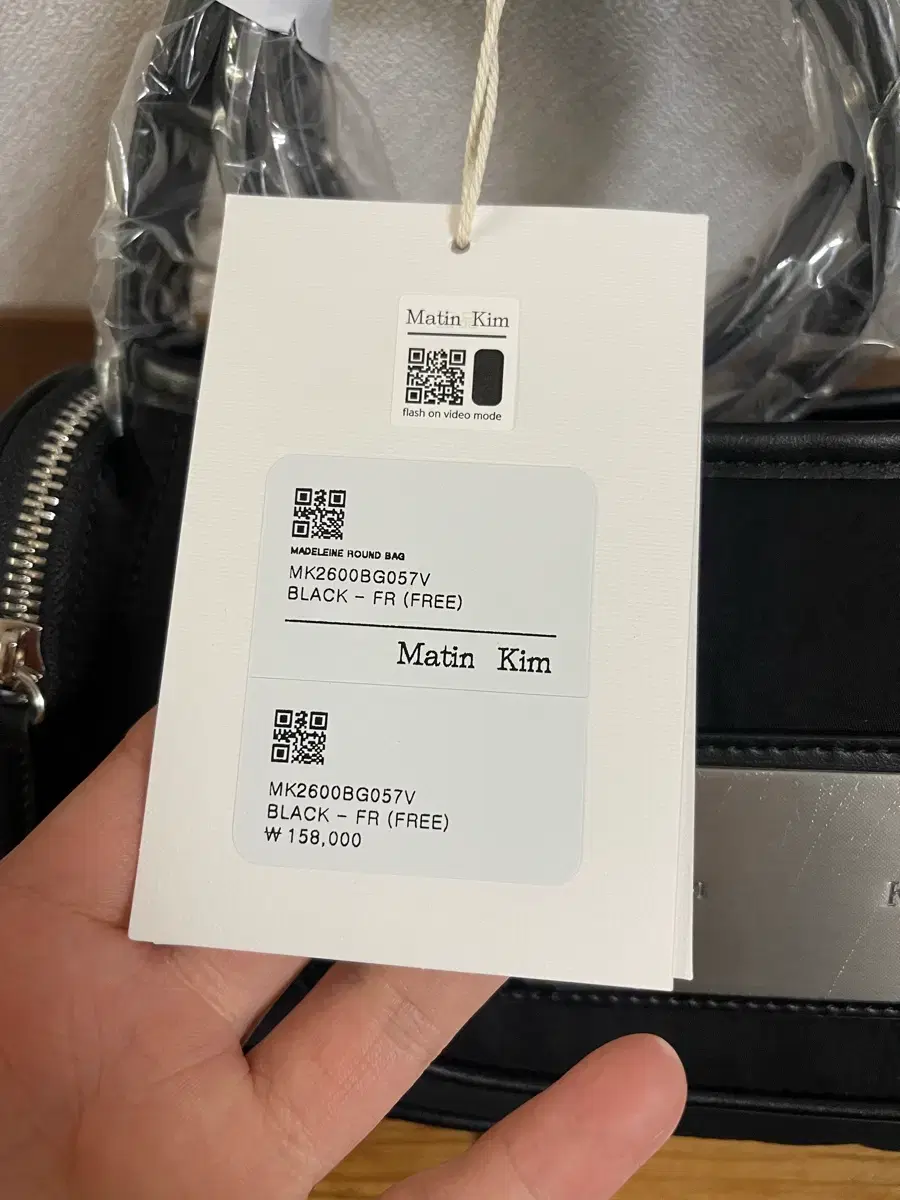 Matin Kim
flash on video mode
MADELEINE ROUND BAG
MK2600BG057V
BLACK - FR (FREE)
Matin Kim
MK2600BG057V
BLACK - FR (FREE)
₩ 158,000